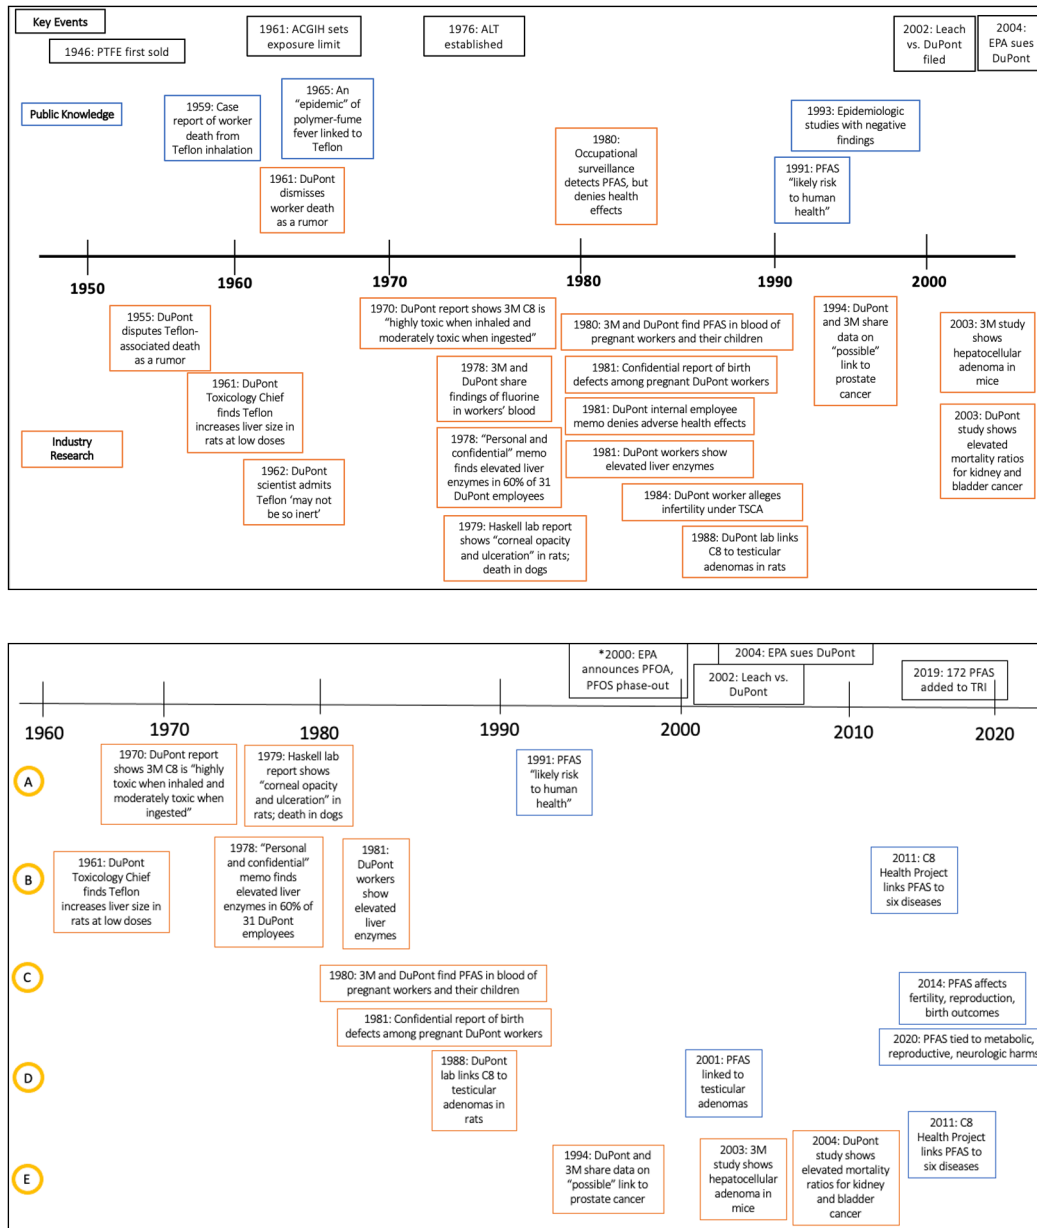 Key Events
1946: PTFE first sold
1961: ACGIH sets
exposure limit
1976: ALT
established
2002: Leach
vs. DuPont
filed
2004:
EPA sues
DuPont
Public Knowledge
1959: Case
report of worker
death from
Teflon inhalation
1965: An
“epidemic” of
polymer-fume
fever linked to
Teflon
1961: DuPont
dismisses
worker death
as a rumor
1980:
Occupational
surveillance
detects PFAS, but
denies health
effects
1993: Epidemiologic
studies with negative
findings
1991: PFAS
“likely risk
to human
health”
1950
1960
1970
1980
1990
2000
1955: DuPont
disputes Teflon-
associated death
as a rumor
1961: DuPont
Toxicology Chief
finds Teflon
increases liver size in
rats at low doses
Industry
Research
1962: DuPont
scientist admits
Teflon ‘may not
be so inert’
1970: DuPont report shows 3M C8 is
“highly toxic when inhaled and
moderately toxic when ingested”
1978: 3M and
DuPont share
findings of fluorine
in workers’ blood
1978: “Personal and
confidential” memo
finds elevated liver
enzymes in 60% of 31
DuPont employees
1979: Haskell lab report
shows “corneal opacity
and ulceration” in rats;
death in dogs
1980: 3M and DuPont find PFAS in blood of
pregnant workers and their children
1981: Confidential report of birth
defects among pregnant DuPont workers
1981: DuPont internal employee
memo denies adverse health effects
1981: DuPont workers show
elevated liver enzymes
1984: DuPont worker alleges
infertility under TSCA
1988: DuPont lab links
C8 to testicular
adenomas in rats
1994: DuPont
and 3M share
data on
“possible”
link to
prostate
cancer
2003: 3M
study
shows
hepatocellular
adenoma in
mice
2003: DuPont
study shows
elevated
mortality ratios
for kidney and
bladder cancer
*2000: EPA
announces PFOA,
PFOS phase-out
2004: EPA sues DuPont
2002: Leach vs.
DuPont
2019: 172 PFAS
added to TRI
1960
1970
1980
1990
2000
2010
2020
A
1970: DuPont report
shows 3M C8 is “highly
toxic when inhaled and
moderately toxic when
ingested”
1979: Haskell lab
report shows
“corneal opacity
and ulceration” in
rats; death in dogs
1991: PFAS
“likely risk
to human
health”
B
1961: DuPont
Toxicology Chief
finds Teflon
increases liver size in
rats at low doses
1978: “Personal
and confidential”
memo finds
elevated liver
enzymes in 60% of
31 DuPont
employees
1981:
DuPont
workers
show
elevated
liver
enzymes
2011: C8
Health Project
links PFAS to
six diseases
C
1980: 3M and DuPont find PFAS in blood of
pregnant workers and their children
1981: Confidential report of birth
defects among pregnant DuPont workers
2014: PFAS affects
fertility, reproduction,
birth outcomes
2020: PFAS tied to metabolic,
reproductive, neurologic harms
D
1988: DuPont
lab links C8 to
testicular
adenomas in
rats
2001: PFAS
linked to
testicular
adenomas
E
1994: DuPont and
3M share data on
“possible” link to
prostate cancer
2003: 3M
study shows
hepatocellular
adenoma in
mice
2004: DuPont
study shows
elevated mortality
ratios for kidney
and bladder
cancer
2011: C8
Health Project
links PFAS to
six diseases